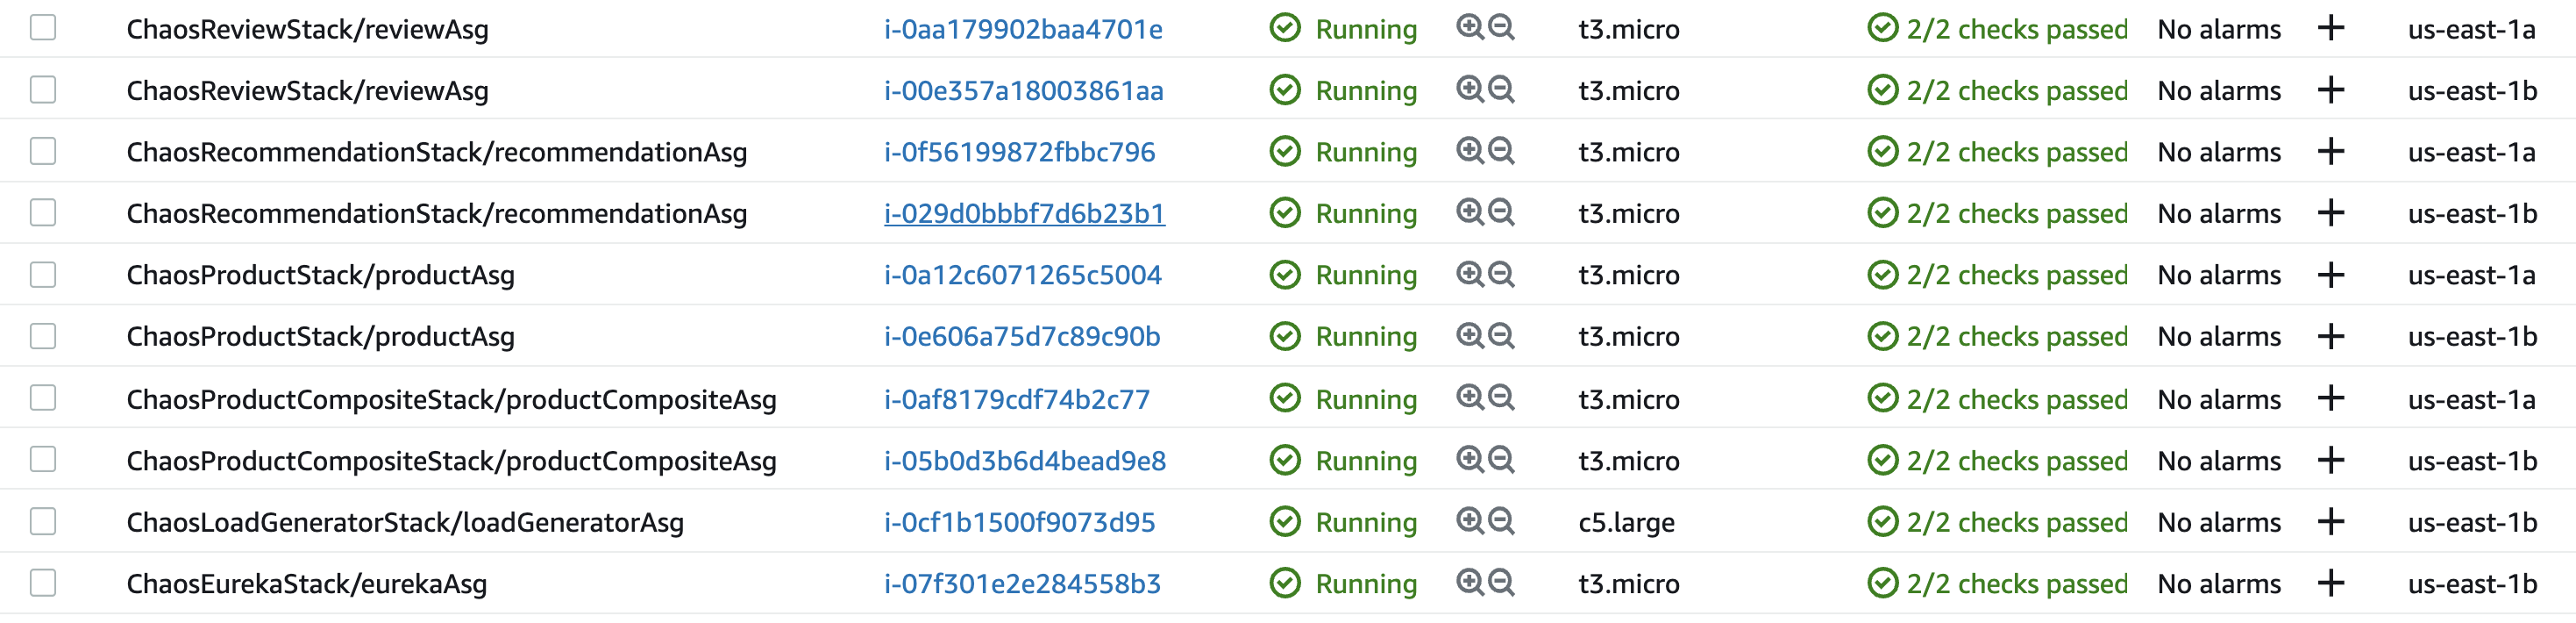 ChaosReviewStack/reviewAsg i-0aa179902baa4701e Running t3.micro 2/2 checks passed No alarms + us-east-1a
ChaosReviewStack/reviewAsg i-00e357a18003861aa Running t3.micro 2/2 checks passed No alarms + us-east-1b
ChaosRecommendationStack/recommendationAsg i-0f56199872fbbc796 Running t3.micro 2/2 checks passed No alarms + us-east-1a
ChaosRecommendationStack/recommendationAsg i-029d0bbbf7d6b23b1 Running t3.micro 2/2 checks passed No alarms + us-east-1b
ChaosProductStack/productAsg i-0a12c6071265c5004 Running t3.micro 2/2 checks passed No alarms + us-east-1a
ChaosProductStack/productAsg i-0e606a75d7c89c90b Running t3.micro 2/2 checks passed No alarms + us-east-1b
ChaosProductCompositeStack/productCompositeAsg i-0af8179cdf74b2c77 Running t3.micro 2/2 checks passed No alarms + us-east-1a
ChaosProductCompositeStack/productCompositeAsg i-05b0d3b6d4bead9e8 Running t3.micro 2/2 checks passed No alarms + us-east-1b
ChaosLoadGeneratorStack/loadGeneratorAsg i-0cf1b1500f9073d95 Running c5.large 2/2 checks passed No alarms + us-east-1b
ChaosEurekaStack/eurekaAsg i-07f301e2e284558b3 Running t3.micro 2/2 checks passed No alarms + us-east-1b